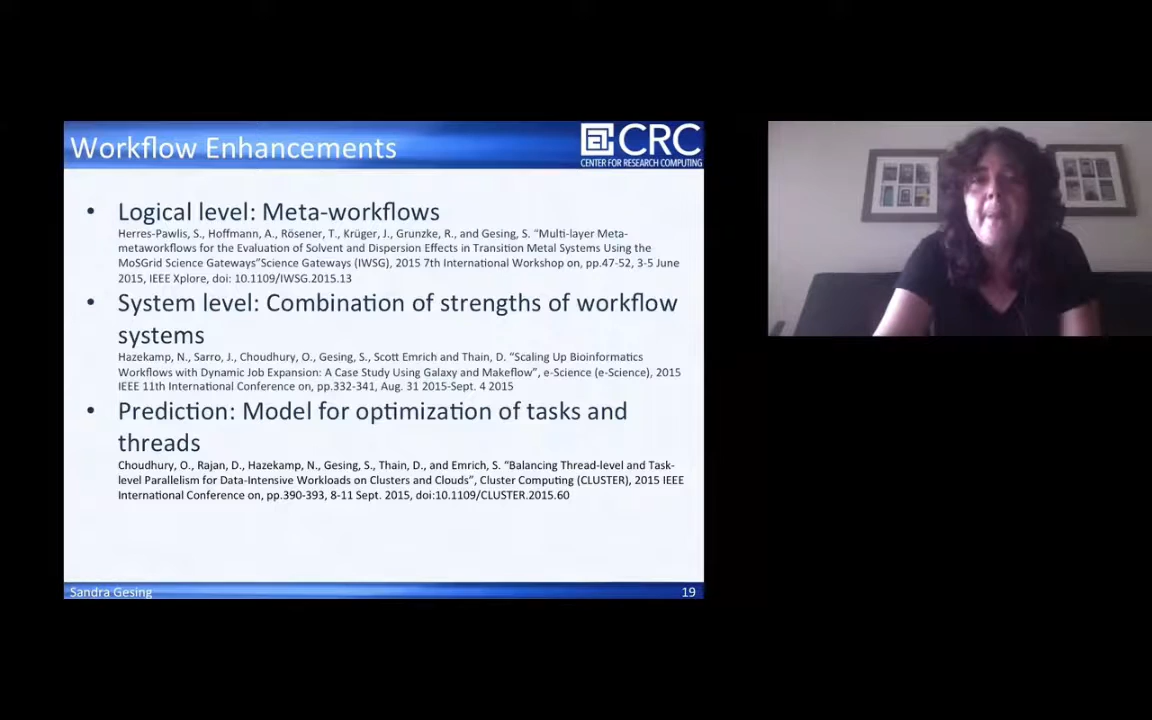 Workflow Enhancements
CRC
CENTER FOR RESEARCH COMPUTING
• Logical level: Meta-workflows
Herres-Pawlis, S., Hoffmann, A., Rösener, T., Krüger, J., Grunzke, R., and Gesing, S. “Multi-layer Meta-
metaworkflows for the Evaluation of Solvent and Dispersion Effects in Transition Metal Systems Using the
MoSGrid Science Gateways”Science Gateways (IWSG), 2015 7th International Workshop on, pp.47-52, 3-5 June
2015, IEEE Xplore, doi: 10.1109/IWSG.2015.13
• System level: Combination of strengths of workflow
systems
Hazekamp, N., Sarro, J., Choudhury, O., Gesing, S., Scott Emrich and Thain, D. “Scaling Up Bioinformatics
Workflows with Dynamic Job Expansion: A Case Study Using Galaxy and Makeflow”, e-Science (e-Science), 2015
IEEE 11th International Conference on, pp.332-341, Aug. 31 2015-Sept. 4 2015
• Prediction: Model for optimization of tasks and
threads
Choudhury, O., Rajan, D., Hazekamp, N., Gesing, S., Thain, D., and Emrich, S. “Balancing Thread-level and Task-
level Parallelism for Data-Intensive Workloads on Clusters and Clouds”, Cluster Computing (CLUSTER), 2015 IEEE
International Conference on, pp.390-393, 8-11 Sept. 2015, doi:10.1109/CLUSTER.2015.60
Sandra Gesing
19